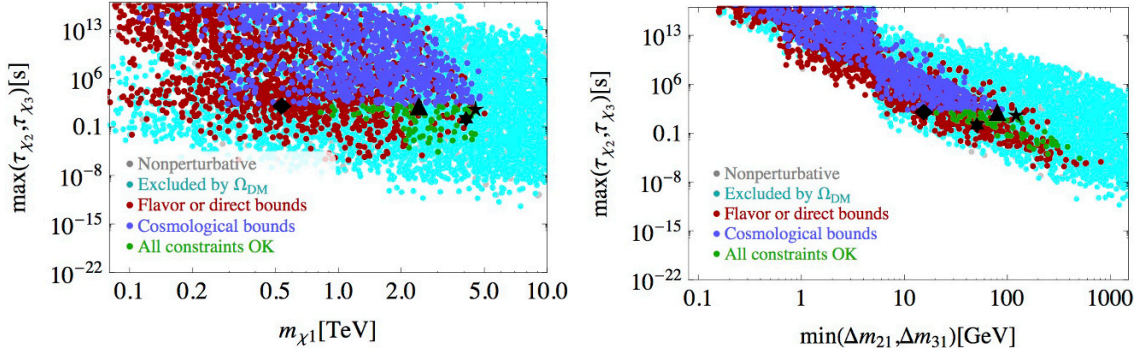 max(τχ2,τχ3)[s]
10^13
10^6
0.1
10^-8
10^-15
10^-22
Nonperturbative
Excluded by ΩDM
Flavor or direct bounds
Cosmological bounds
All constraints OK
0.1 0.2 0.5 1.0 2.0 5.0 10.0
mχ1[TeV]
max(τχ2,τχ3)[s]
10^13
10^6
0.1
10^-8
10^-15
10^-22
Nonperturbative
Excluded by ΩDM
Flavor or direct bounds
Cosmological bounds
All constraints OK
0.1 1 10 100 1000
min(Δm21,Δm31)[GeV]